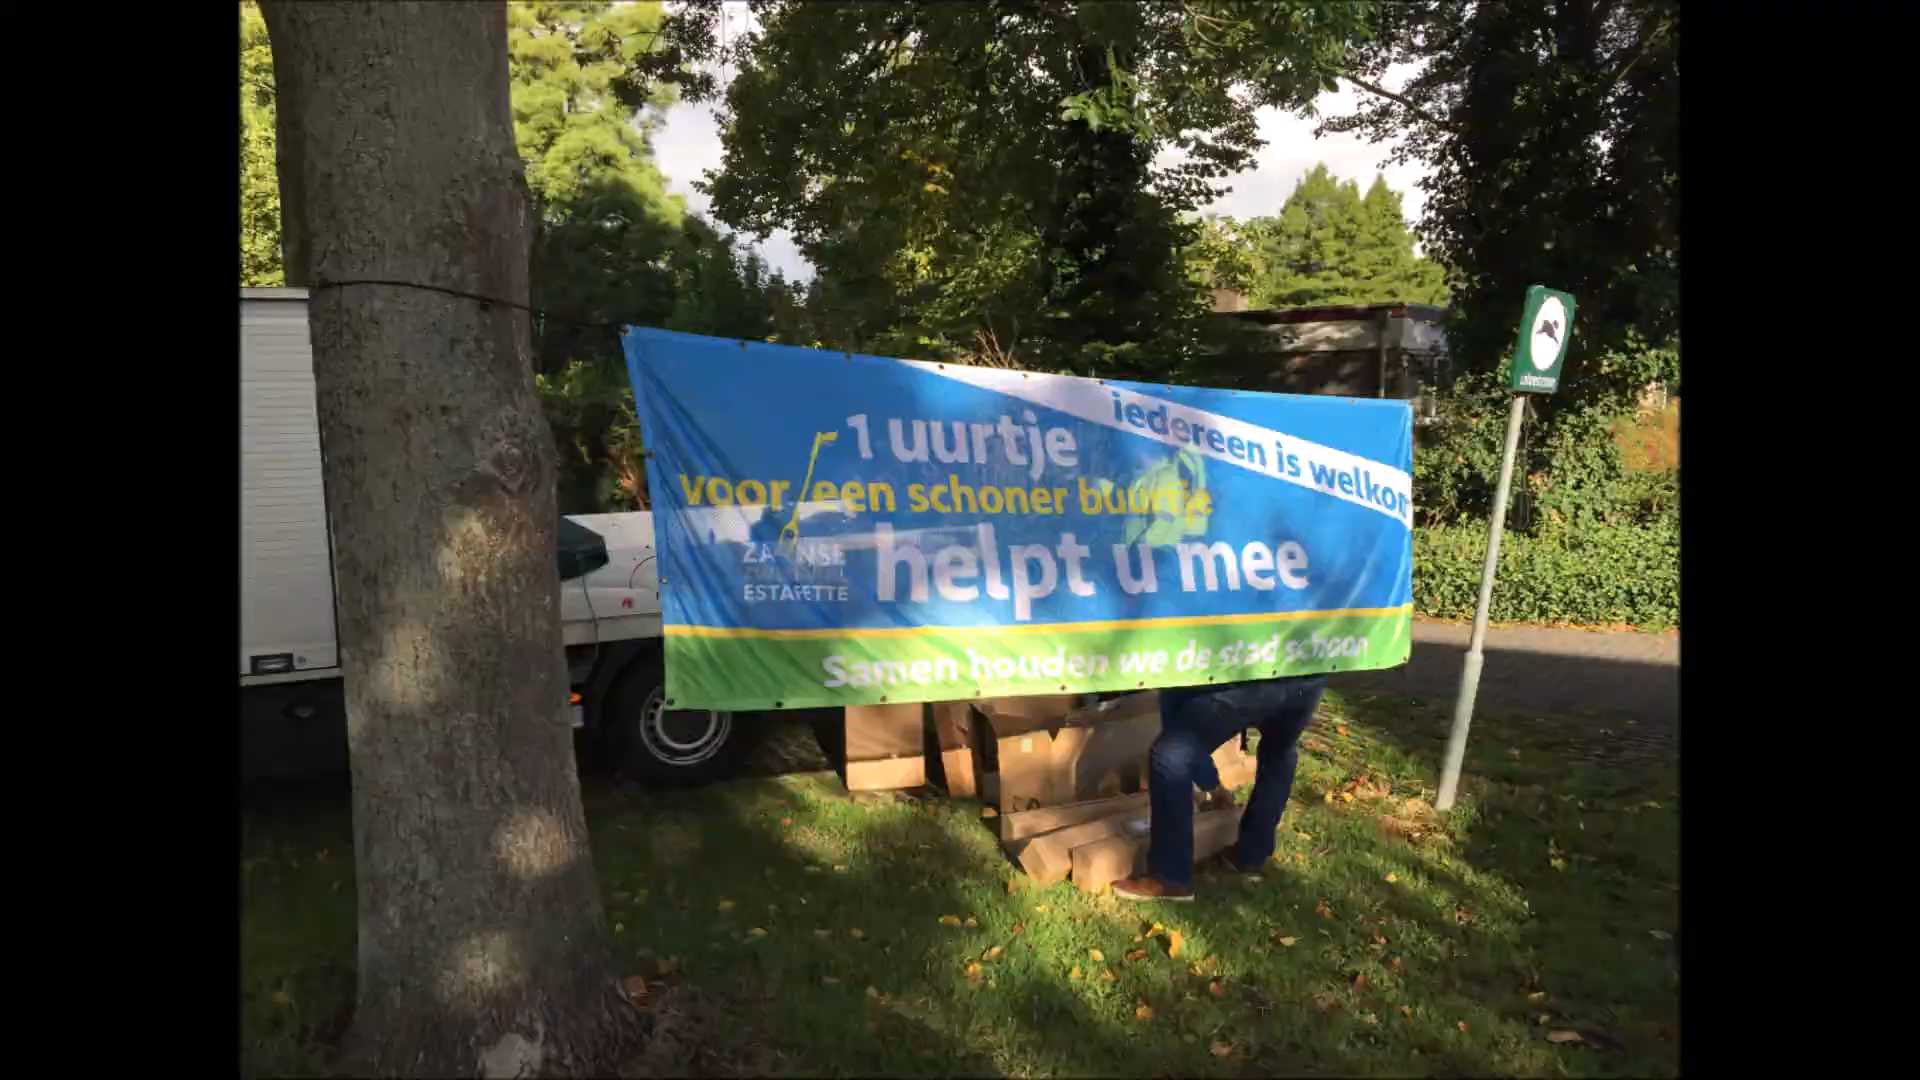 iedereen is welkom
1 uurtje
voor een schoner buurtje
helpt u mee
ZAANSE
ESTAFETTE
Samen houden we de stad schoon